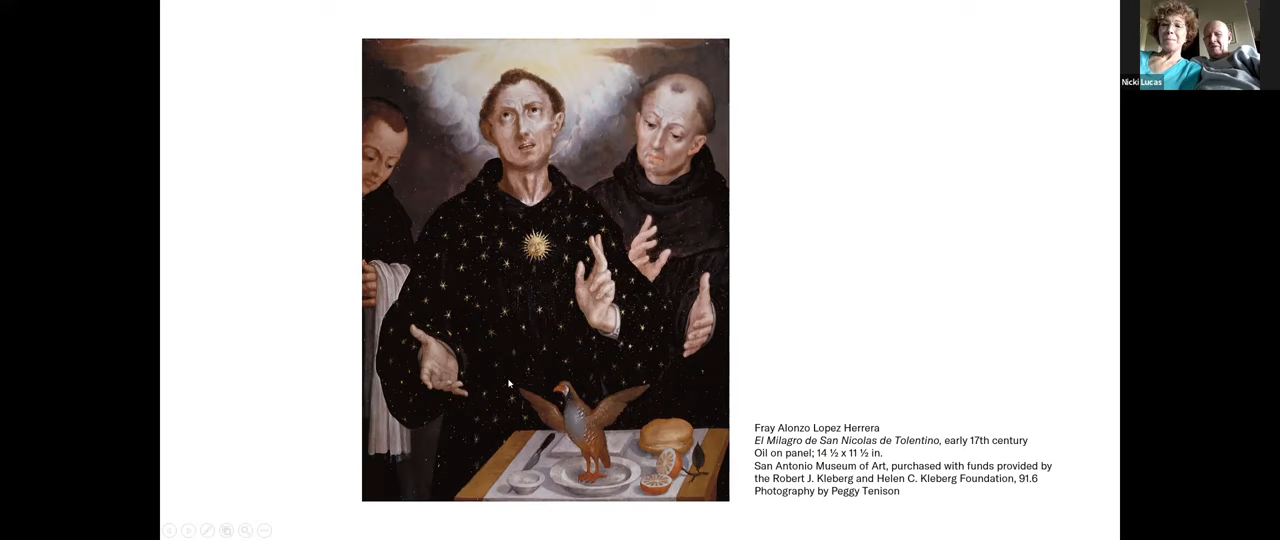 Nicki Lucas
Fray Alonzo Lopez Herrera
El Milagro de San Nicolas de Tolentino, early 17th century
Oil on panel; 14 ½ x 11 ½ in.
San Antonio Museum of Art, purchased with funds provided by
the Robert J. Kleberg and Helen C. Kleberg Foundation, 91.6
Photography by Peggy Tenison